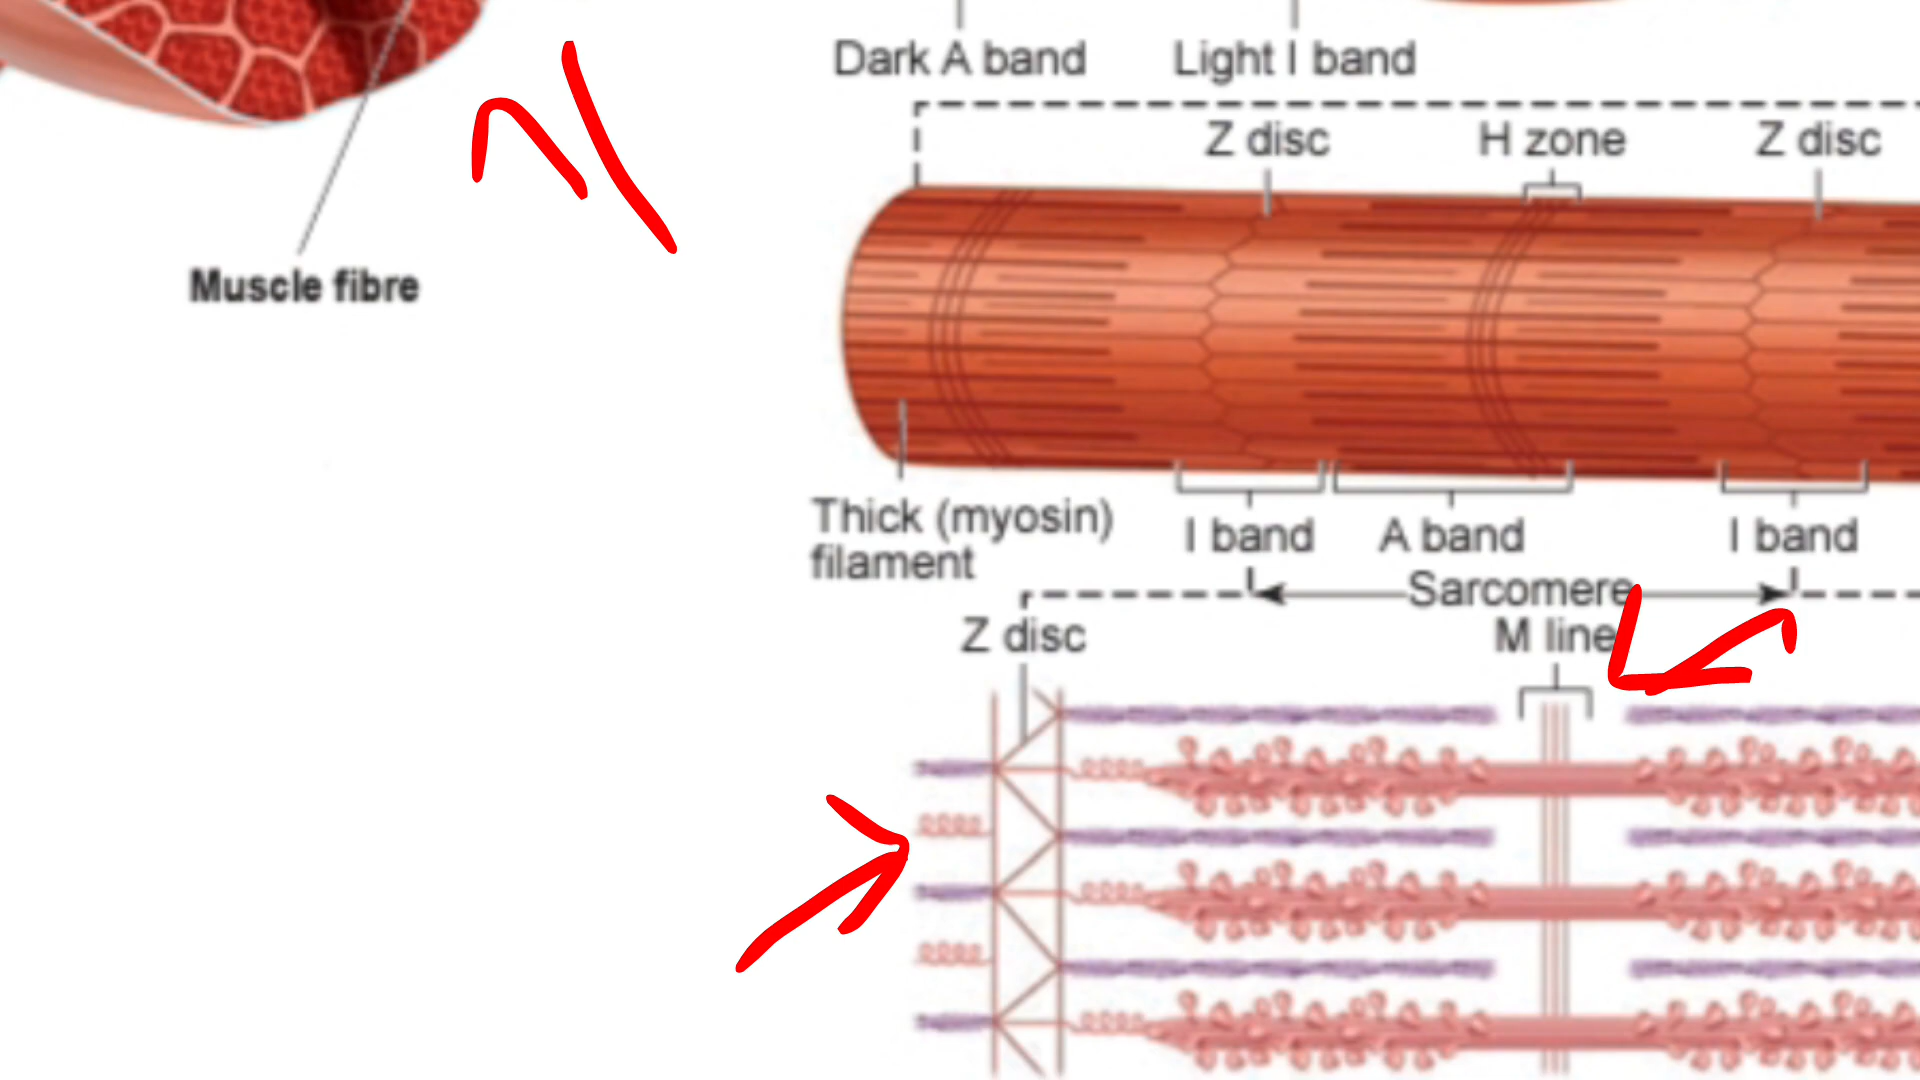 Dark A band
Light I band
Z disc
H zone
Z disc
Muscle fibre
Thick (myosin)
filament
I band
A band
I band
Sarcomere
Z disc
M line